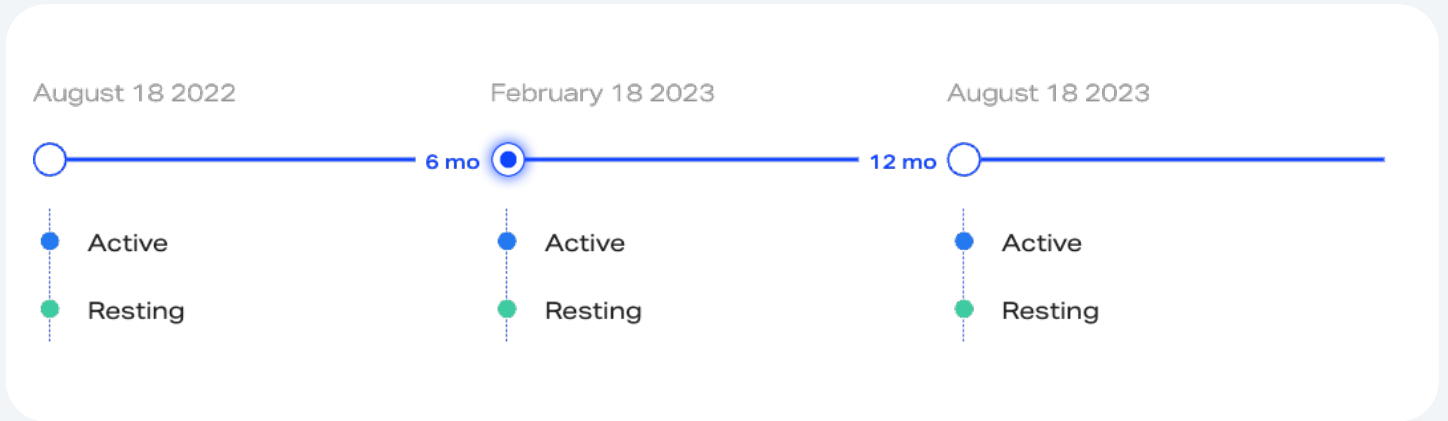 August 18 2022
February 18 2023
August 18 2023
6 mo
12 mo
Active
Active
Active
Resting
Resting
Resting